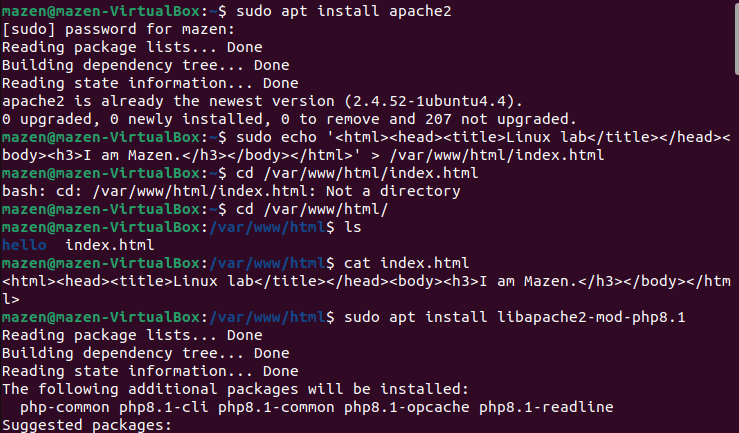 mazen@mazen-VirtualBox:~$ sudo apt install apache2
[sudo] password for mazen:
Reading package lists... Done
Building dependency tree... Done
Reading state information... Done
apache2 is already the newest version (2.4.52-1ubuntu4.4).
0 upgraded, 0 newly installed, 0 to remove and 207 not upgraded.
mazen@mazen-VirtualBox:~$ sudo echo '<html><head><title>Linux lab</title></head><
body><h3>I am Mazen.</h3></body></html>' > /var/www/html/index.html
mazen@mazen-VirtualBox:~$ cd /var/www/html/index.html
bash: cd: /var/www/html/index.html: Not a directory
mazen@mazen-VirtualBox:~$ cd /var/www/html/
mazen@mazen-VirtualBox:/var/www/html$ ls
hello  index.html
mazen@mazen-VirtualBox:/var/www/html$ cat index.html
<html><head><title>Linux lab</title></head><body><h3>I am Mazen.</h3></body></htm
l>
mazen@mazen-VirtualBox:/var/www/html$ sudo apt install libapache2-mod-php8.1
Reading package lists... Done
Building dependency tree... Done
Reading state information... Done
The following additional packages will be installed:
  php-common php8.1-cli php8.1-common php8.1-opcache php8.1-readline
Suggested packages: